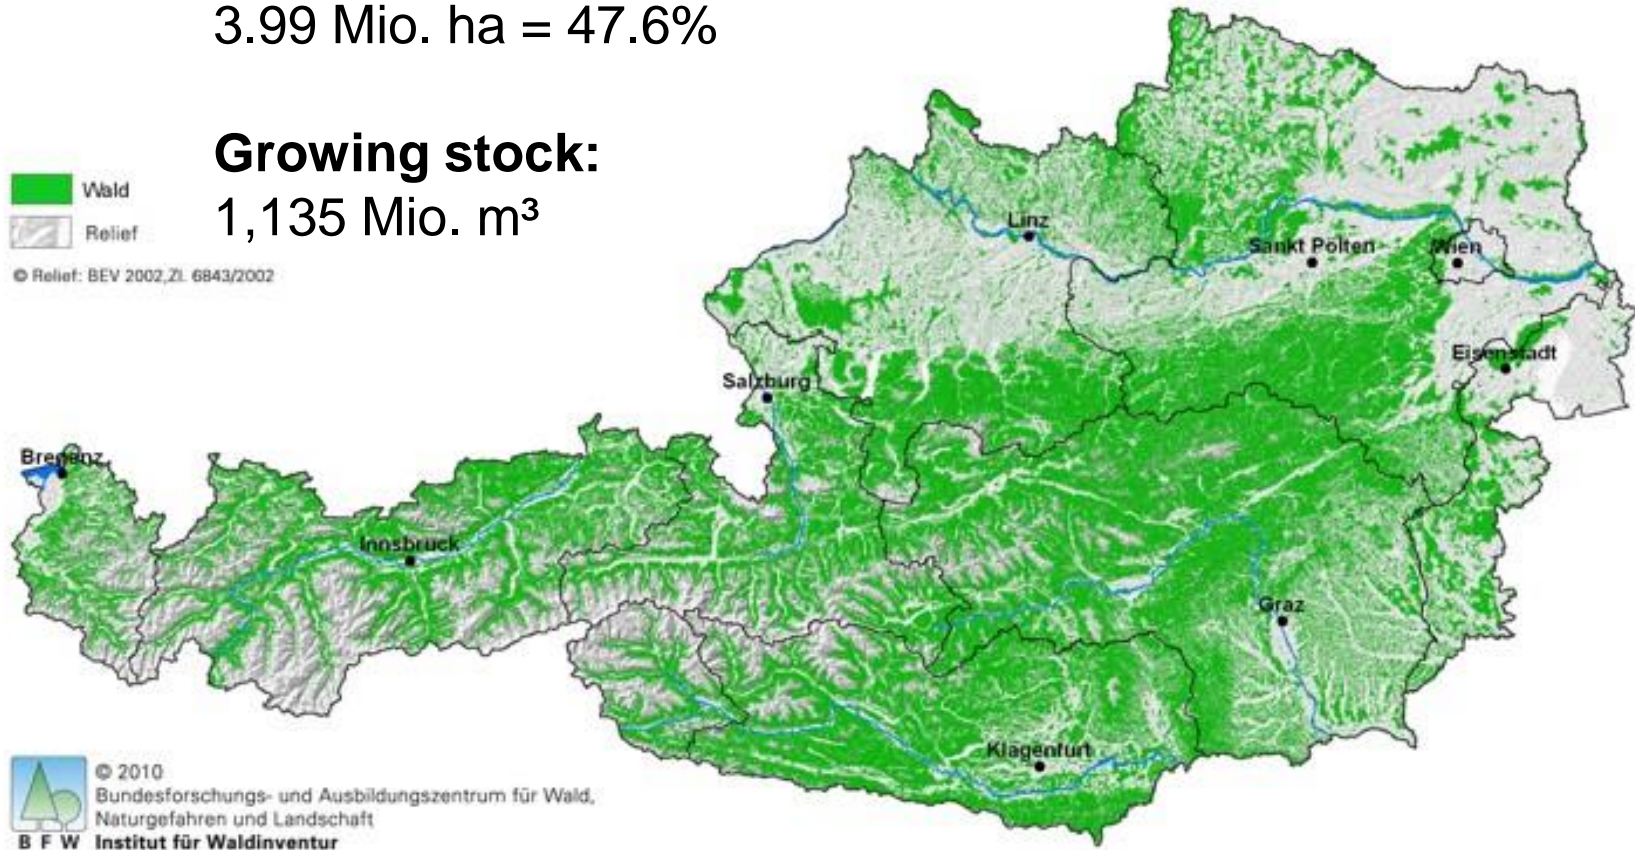 3.99 Mio. ha = 47.6%
Growing stock:
1,135 Mio. m³
Wald
Relief
© Relief: BEV 2002,Zl. 6843/2002
Linz
Sankt Pölten
Wien
Eisenstadt
Salzburg
Bregenz
Innsbruck
Graz
Klagenfurt
© 2010
Bundesforschungs- und Ausbildungszentrum für Wald,
Naturgefahren und Landschaft
B F W Institut für Waldinventur